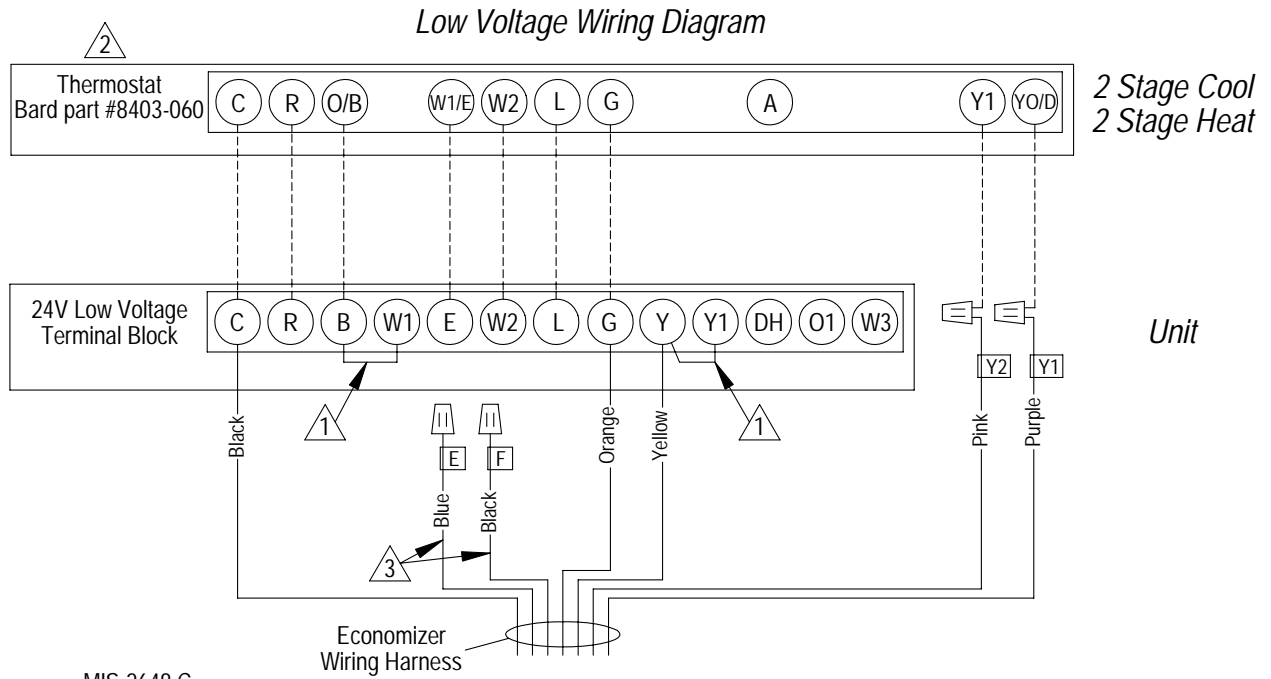 Low Voltage Wiring Diagram
2
Thermostat
Bard part #8403-060
C R O/B W1/E W2 L G A Y1 YO/D
2 Stage Cool
2 Stage Heat
24V Low Voltage
Terminal Block
C R B W1 E W2 L G Y Y1 DH O1 W3
Unit
Y2 Y1
1 1
E F
Black Blue Black Orange Yellow Pink Purple
3
Economizer
Wiring Harness